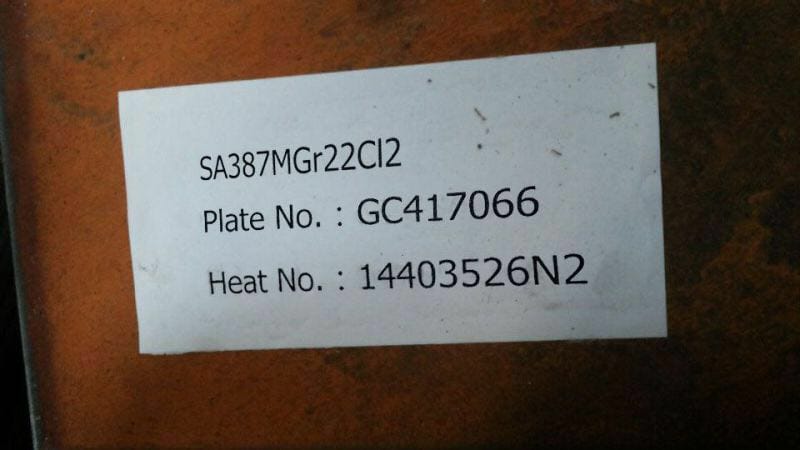 SA387MGr22Cl2
Plate No. : GC417066
Heat No. : 14403526N2